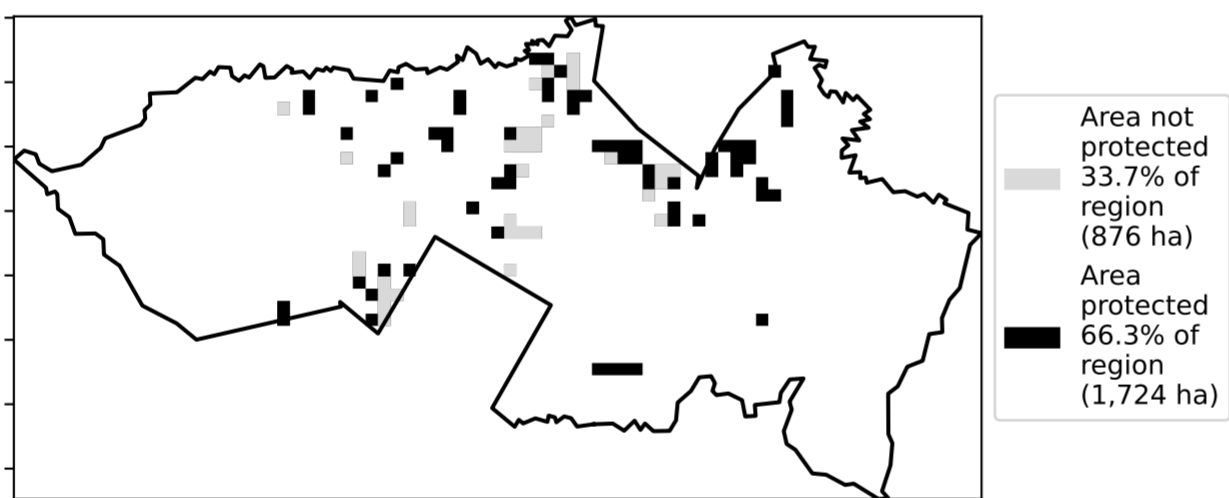 Area not
protected
33.7% of
region
(876 ha)
Area
protected
66.3% of
region
(1,724 ha)